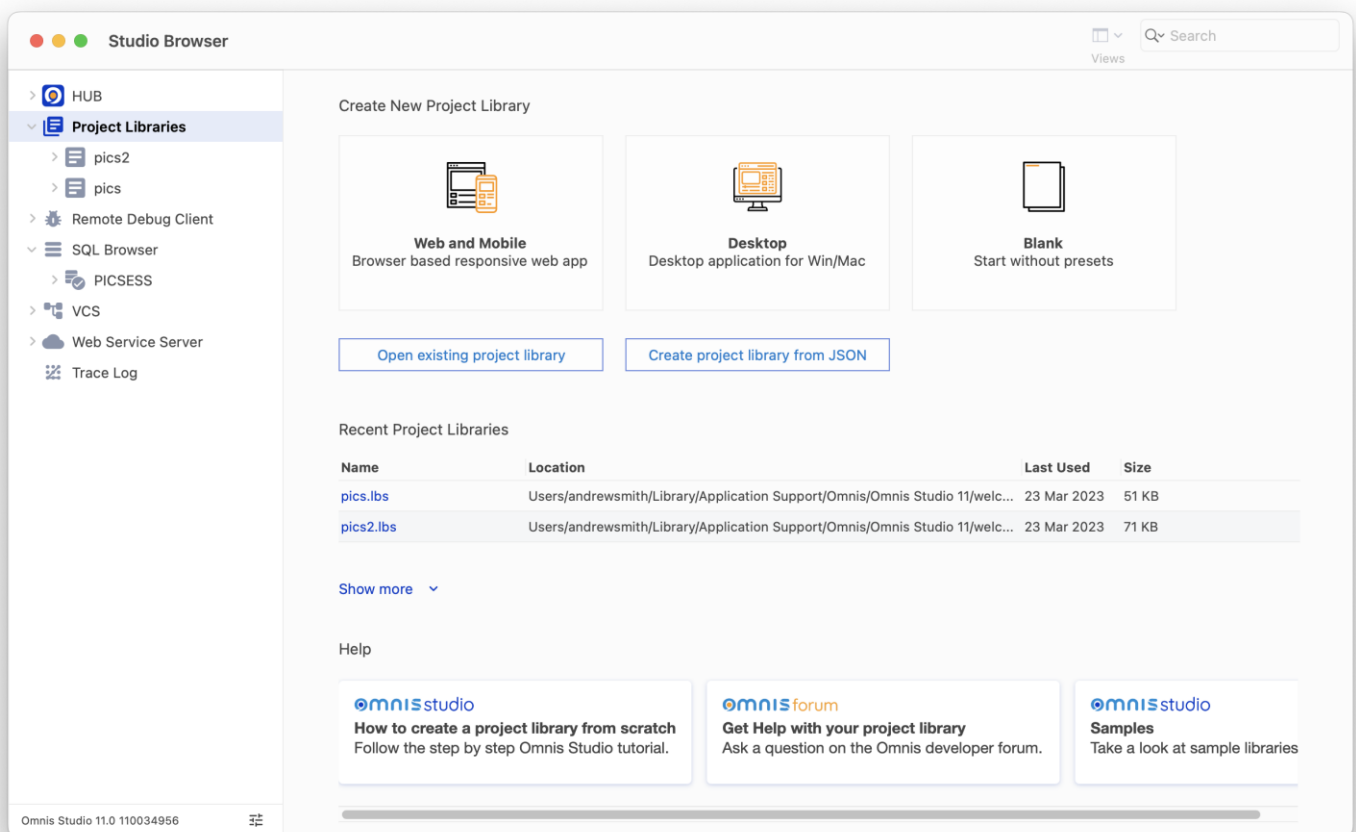 Studio Browser
Views
Search
HUB
Project Libraries
pics2
pics
Remote Debug Client
SQL Browser
PICSESS
VCS
Web Service Server
Trace Log
Omnis Studio 11.0 110034956
Create New Project Library
Web and Mobile
Browser based responsive web app
Desktop
Desktop application for Win/Mac
Blank
Start without presets
Open existing project library
Create project library from JSON
Recent Project Libraries
Name Location Last Used Size
pics.lbs Users/andrewsmith/Library/Application Support/Omnis/Omnis Studio 11/welc... 23 Mar 2023 51 KB
pics2.lbs Users/andrewsmith/Library/Application Support/Omnis/Omnis Studio 11/welc... 23 Mar 2023 71 KB
Show more
Help
omnis studio
How to create a project library from scratch
Follow the step by step Omnis Studio tutorial.
omnis forum
Get Help with your project library
Ask a question on the Omnis developer forum.
omnis studio
Samples
Take a look at sample libraries